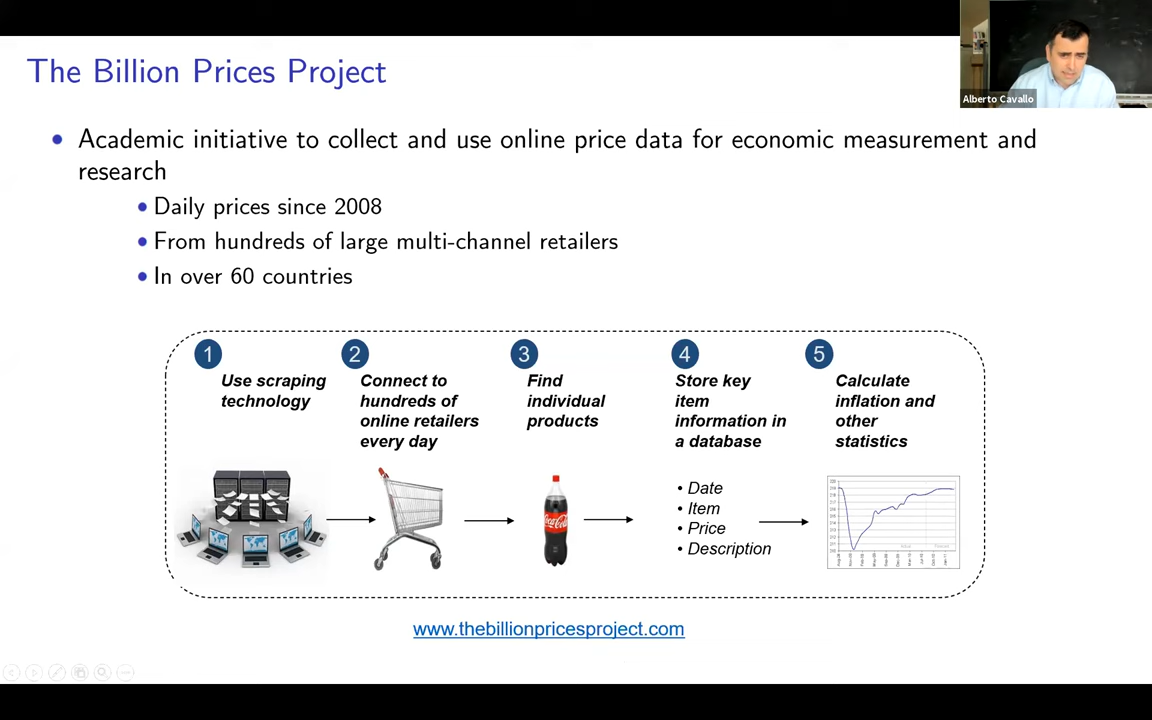 The Billion Prices Project
Alberto Cavallo
• Academic initiative to collect and use online price data for economic measurement and
research
• Daily prices since 2008
• From hundreds of large multi-channel retailers
• In over 60 countries
1
Use scraping
technology
2
Connect to
hundreds of
online retailers
every day
3
Find
individual
products
4
Store key
item
information in
a database
5
Calculate
inflation and
other
statistics
• Date
• Item
• Price
• Description
Coca-Cola
www.thebillionpricesproject.com